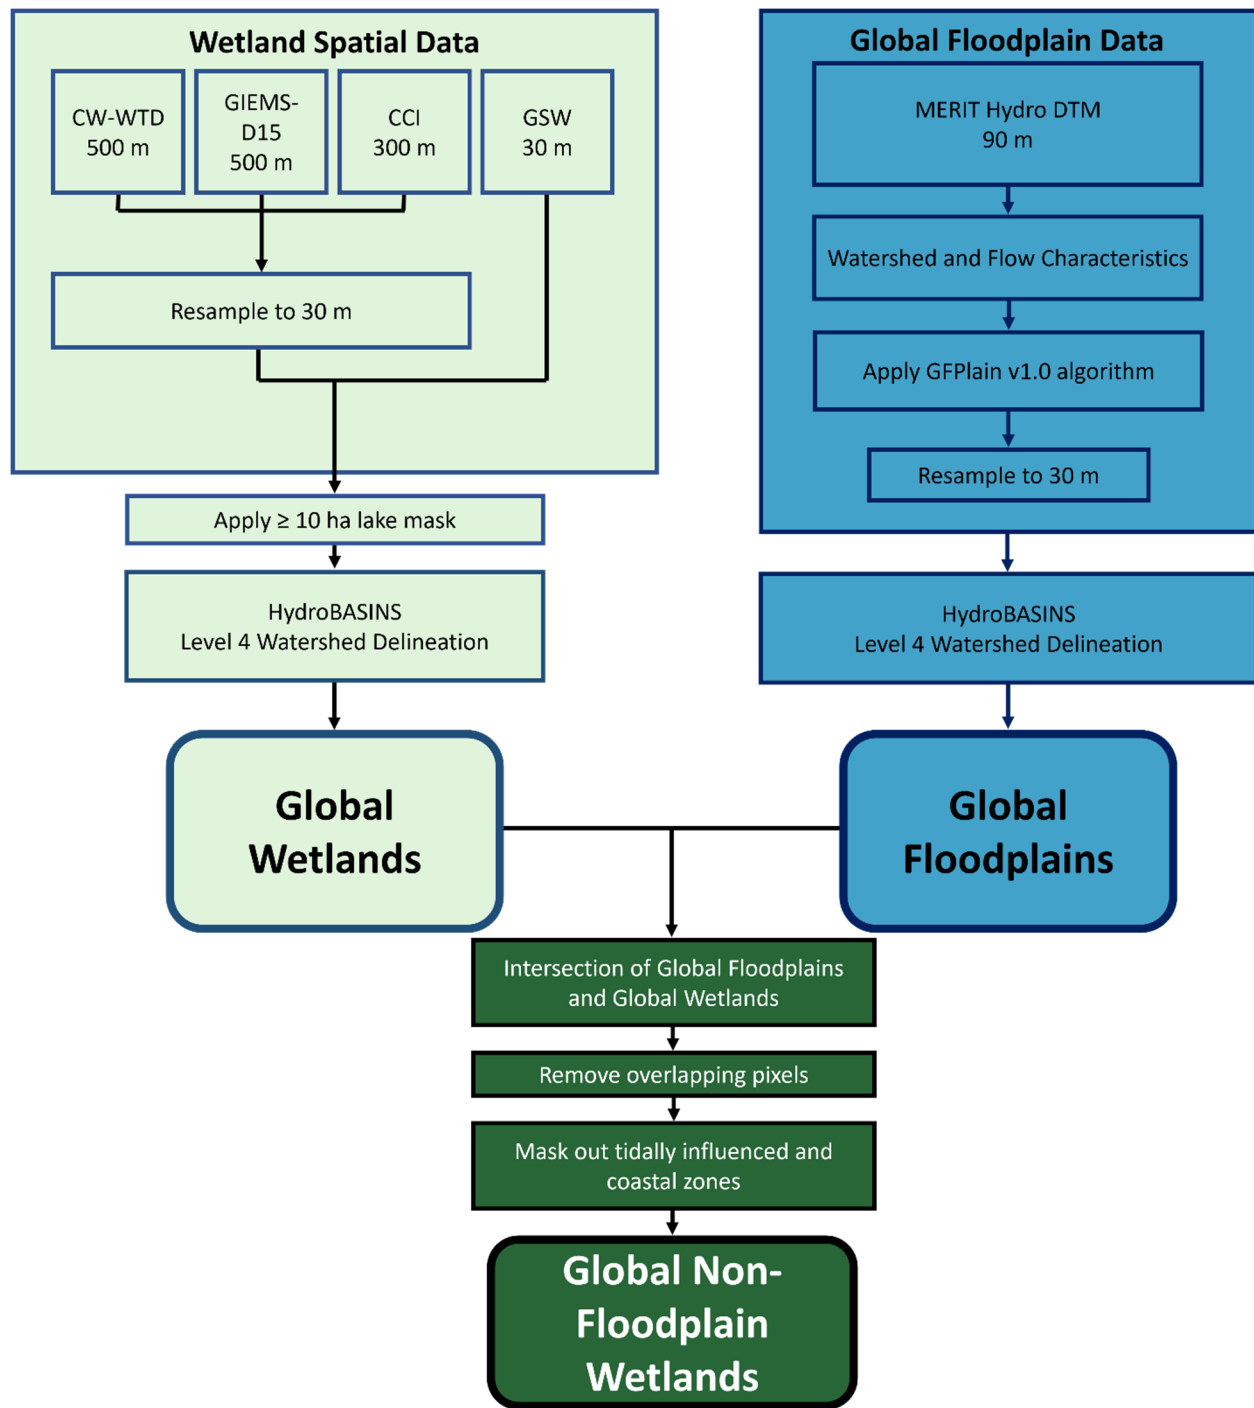 Wetland Spatial Data
CW-WTD
500 m
GIEMS-
D15
500 m
CCI
300 m
GSW
30 m
Resample to 30 m
Apply ≥ 10 ha lake mask
HydroBASINS
Level 4 Watershed Delineation
Global
Wetlands
Global Floodplain Data
MERIT Hydro DTM
90 m
Watershed and Flow Characteristics
Apply GFPlain v1.0 algorithm
Resample to 30 m
HydroBASINS
Level 4 Watershed Delineation
Global
Floodplains
Intersection of Global Floodplains
and Global Wetlands
Remove overlapping pixels
Mask out tidally influenced and
coastal zones
Global Non-
Floodplain
Wetlands